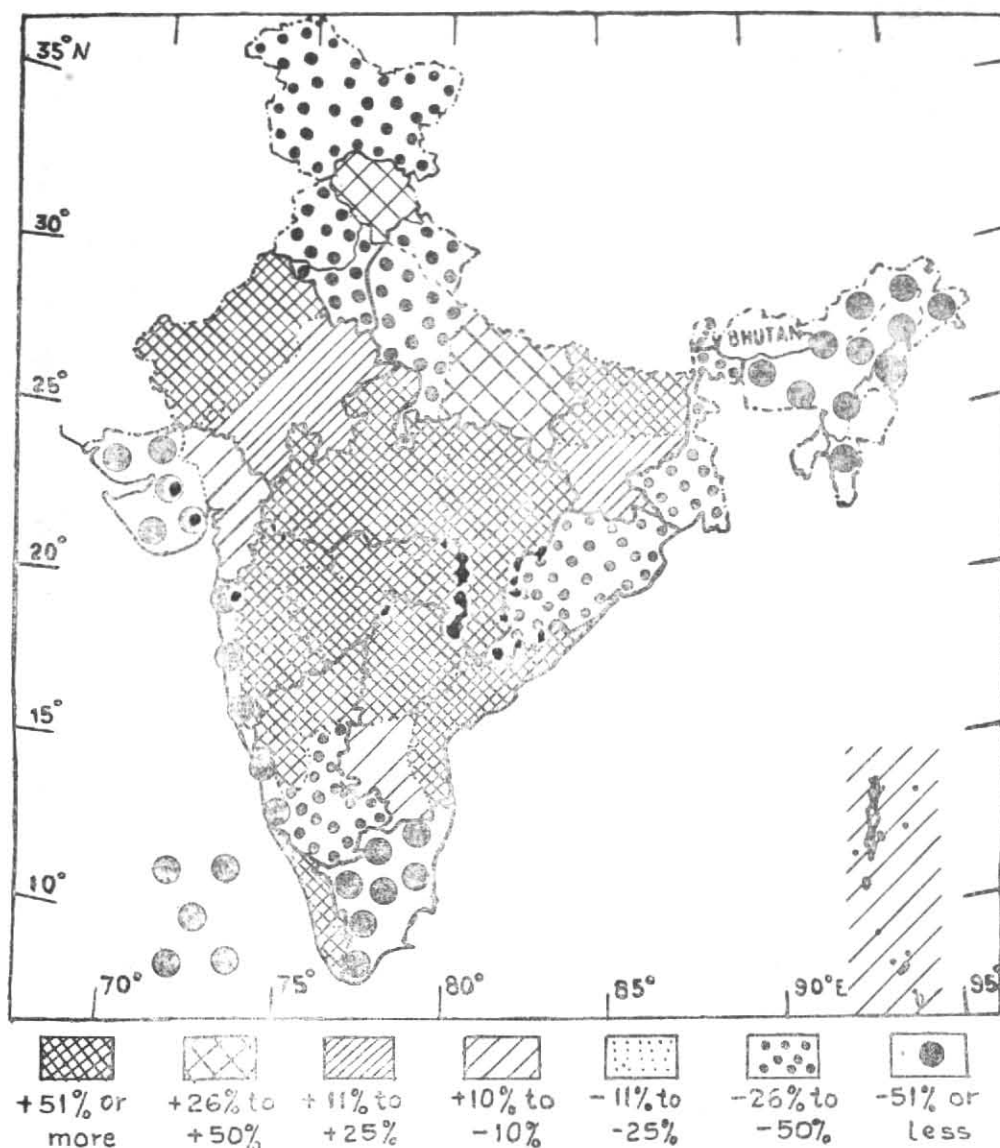 35°N
30°
25°
BHUTAN
20°
15°
10°
70° 75° 80° 85° 90°E 95°
+51% or +26% to +11% to +10% to -11% to -26% to -51% or
more +50% +25% -10% -25% -50% less